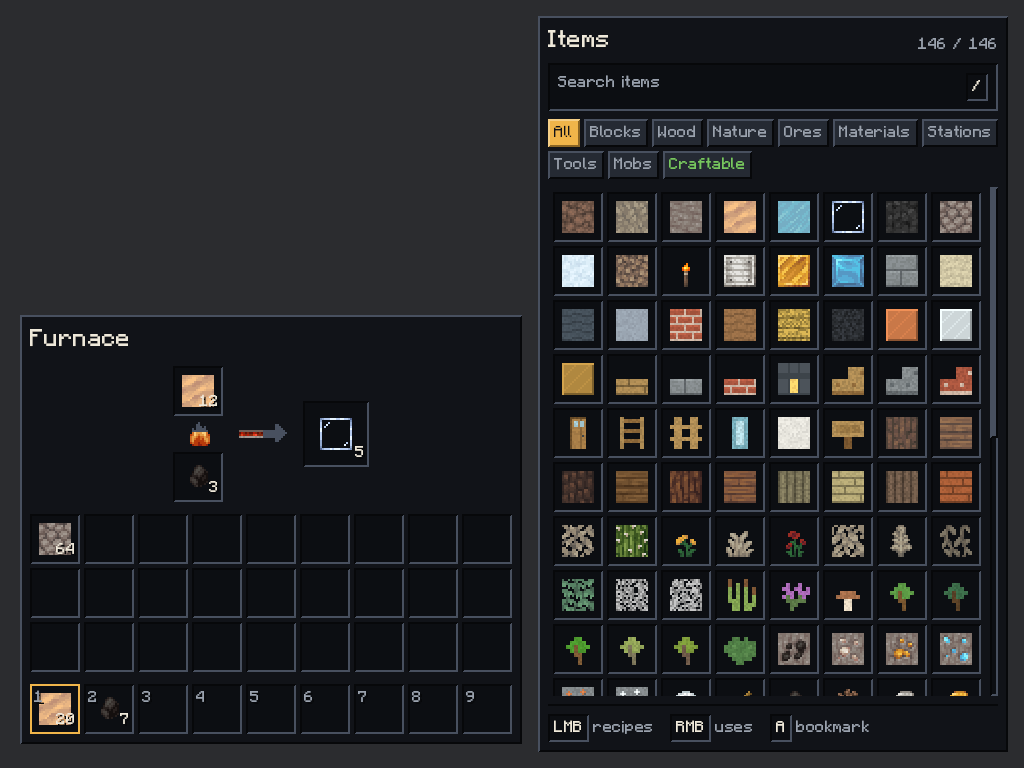 Items
146 / 146
Search items
/
All Blocks Wood Nature Ores Materials Stations
Tools Mobs Craftable
Furnace
12
5
3
64
1 2 3 4 5 6 7 8 9
20 7
LMB recipes RMB uses A bookmark